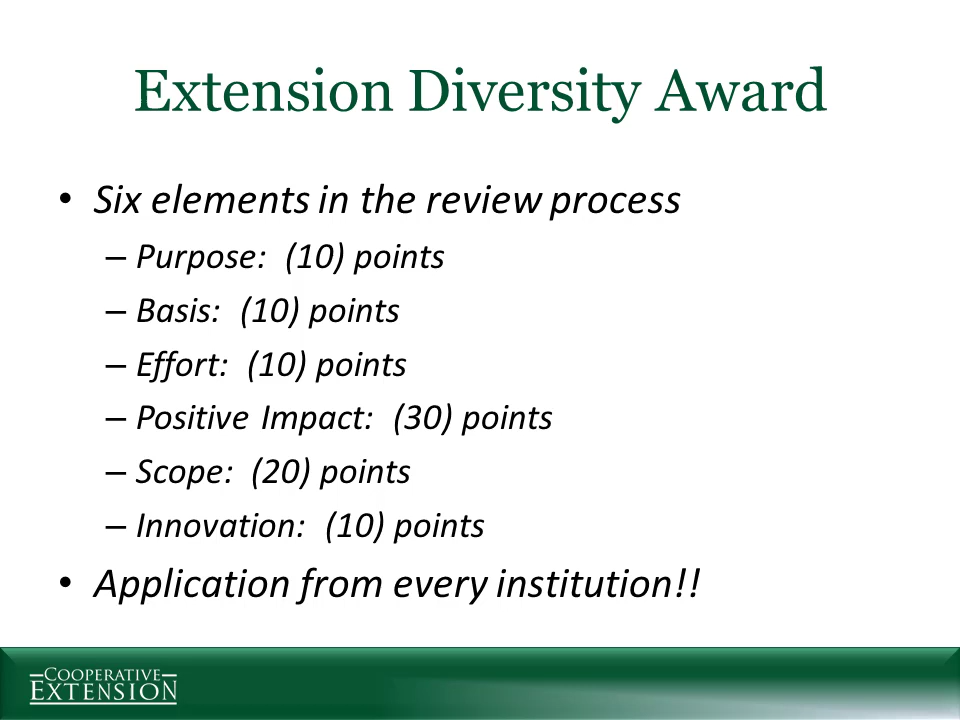 Extension Diversity Award
• Six elements in the review process
– Purpose:  (10) points
– Basis:  (10) points
– Effort:  (10) points
– Positive Impact:  (30) points
– Scope:  (20) points
– Innovation:  (10) points
• Application from every institution!!
COOPERATIVE
EXTENSION